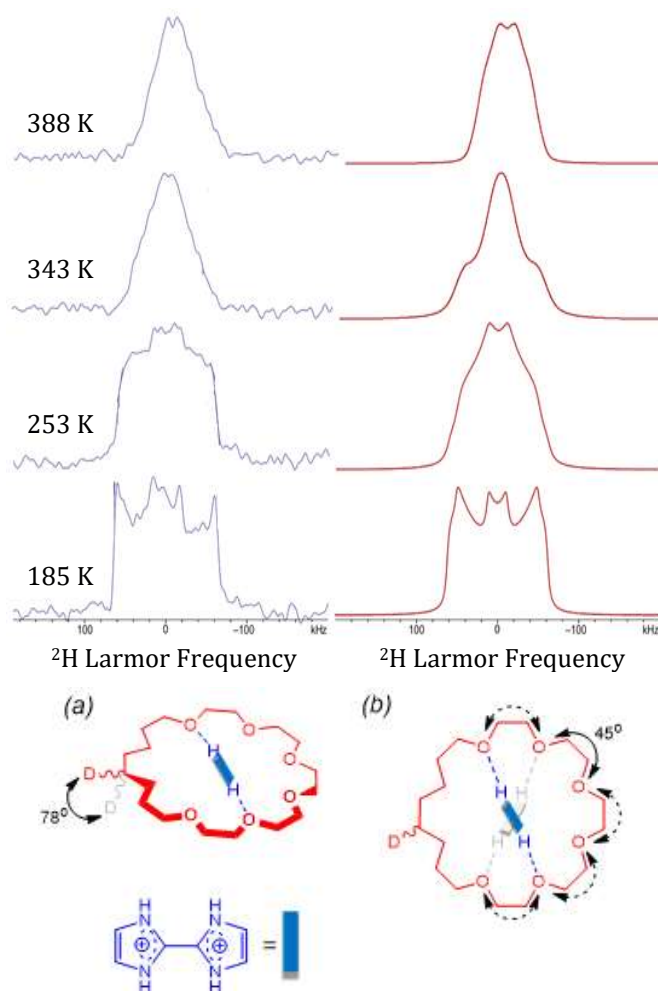 388 K
343 K
253 K
185 K
100 0 -100 kHz
100 0 -100 kHz
²H Larmor Frequency ²H Larmor Frequency
(a)
(b)
O O
H
O
D
D
78°
H
O
O
O
O
O
45°
O
H H
O
D
H H
O
O O
H H
N N
⊕ ⊕
N N
H H
=